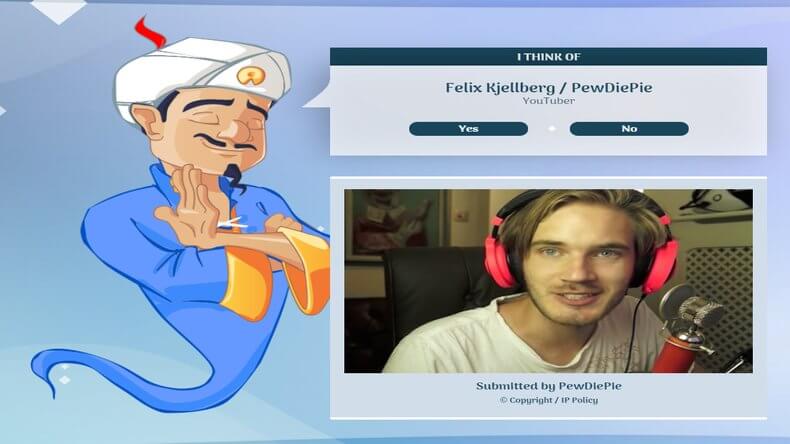 I THINK OF
Felix Kjellberg / PewDiePie
YouTuber
Yes
No
Submitted by PewDiePie
© Copyright / IP Policy